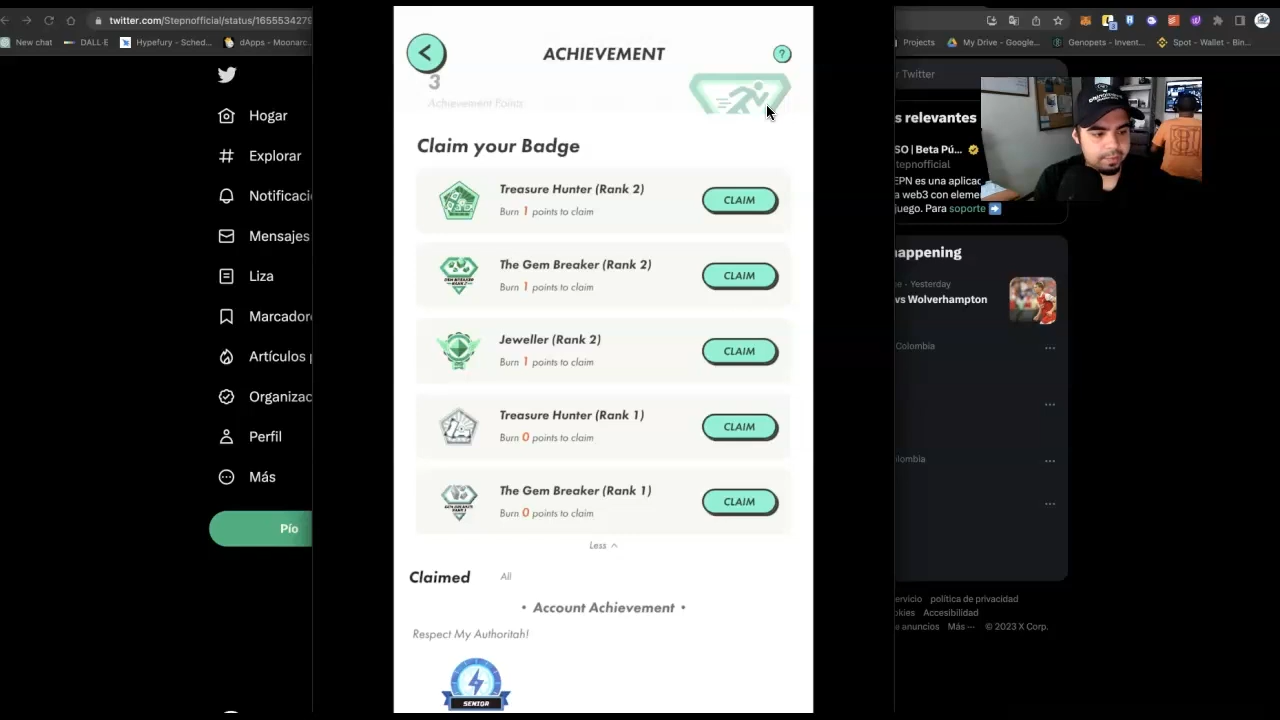 twitter.com/Stepnofficial/status/1655534279
New chat
DALL·E
Hypefury - Sched...
dApps - Moonarc...
Projects
My Drive - Google...
Genopets - Invent...
Spot - Wallet - Bin...
Hogar
Explorar
Notificaci
Mensajes
Liza
Marcador
Artículos
Organizac
Perfil
Más
Pío
ACHIEVEMENT
?
3
Achievement Points
Claim your Badge
Treasure Hunter (Rank 2)
Burn 1 points to claim
CLAIM
The Gem Breaker (Rank 2)
Burn 1 points to claim
CLAIM
Jeweller (Rank 2)
Burn 1 points to claim
CLAIM
Treasure Hunter (Rank 1)
Burn 0 points to claim
CLAIM
The Gem Breaker (Rank 1)
Burn 0 points to claim
CLAIM
Less
Claimed
All
• Account Achievement •
Respect My Authoritah!
SENIOR
Twitter
s relevantes
SO | Beta Pú...
tepnofficial
EPN es una aplicac
a web3 con eleme
juego. Para soporte
happening
e · Yesterday
vs Wolverhampton
Colombia
lombia
ervicio política de privacidad
okies Accesibilidad
e anuncios Más ··· © 2023 X Corp.